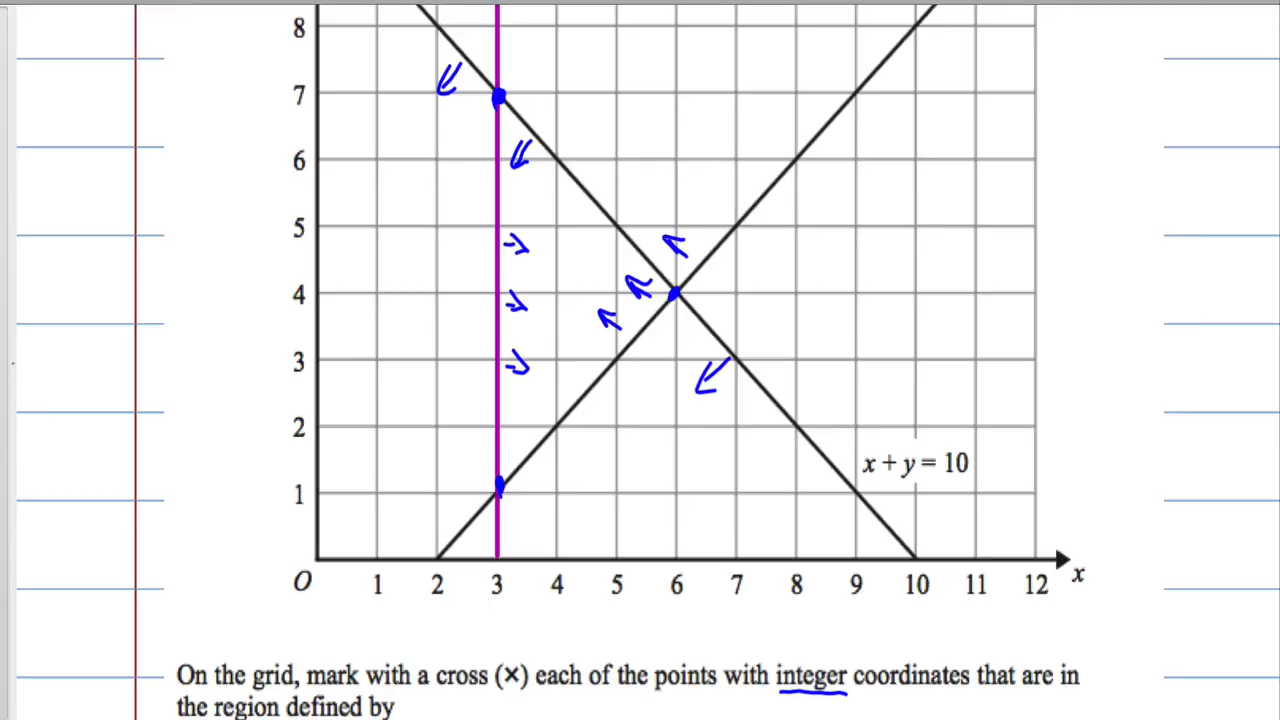 8
7
6
5
4
3
2
1
x + y = 10
O 1 2 3 4 5 6 7 8 9 10 11 12 x
On the grid, mark with a cross (×) each of the points with integer coordinates that are in
the region defined by